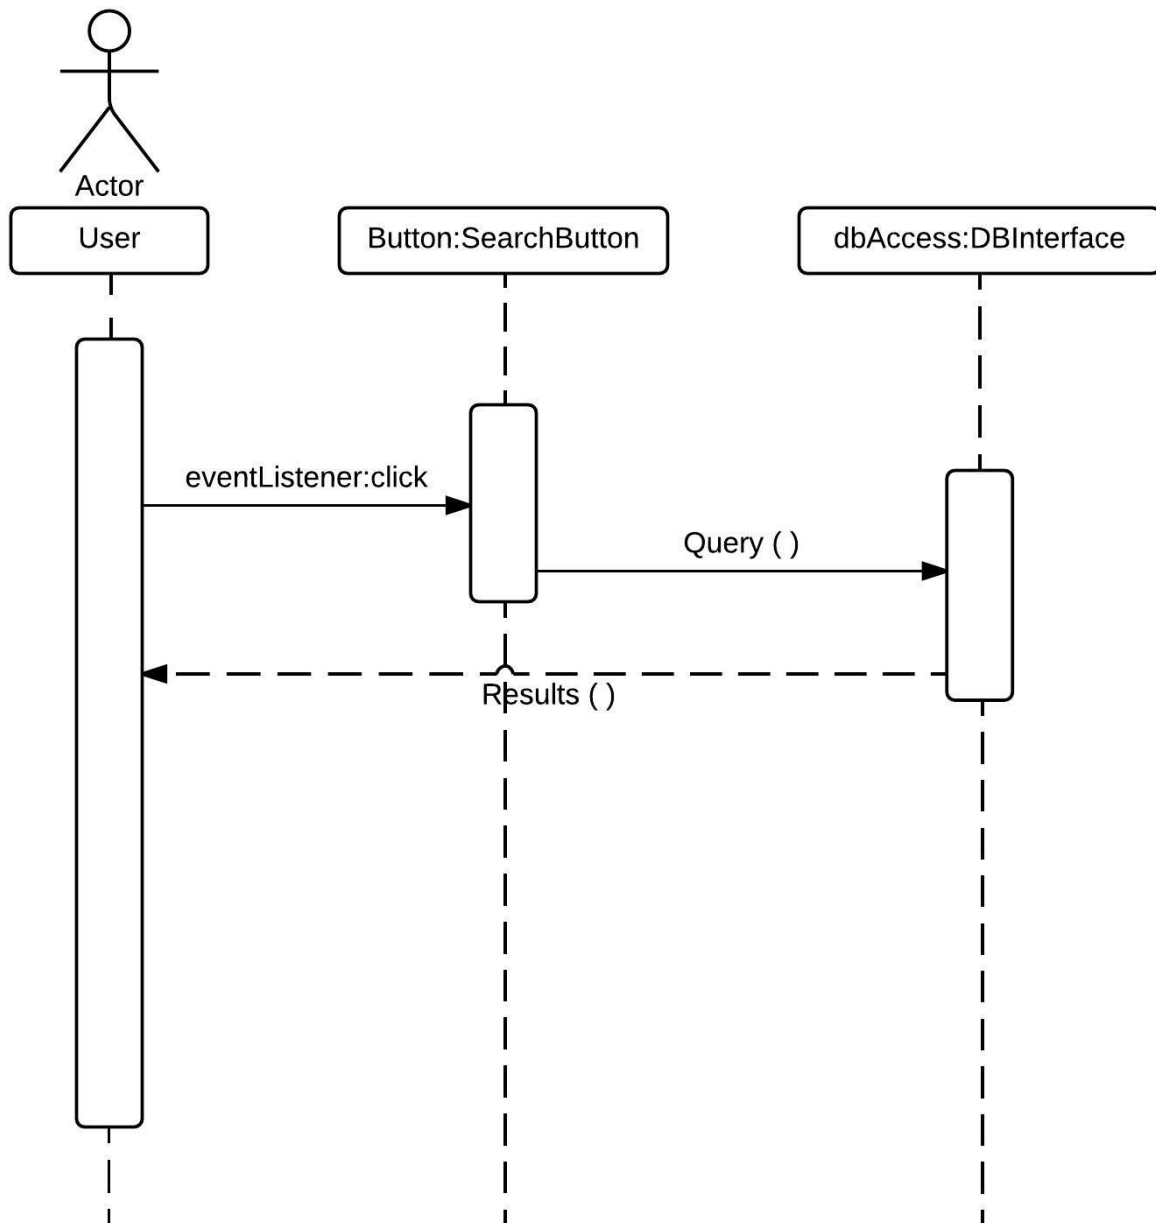 Actor
User
Button:SearchButton
dbAccess:DBInterface
eventListener:click
Query ( )
Results ( )